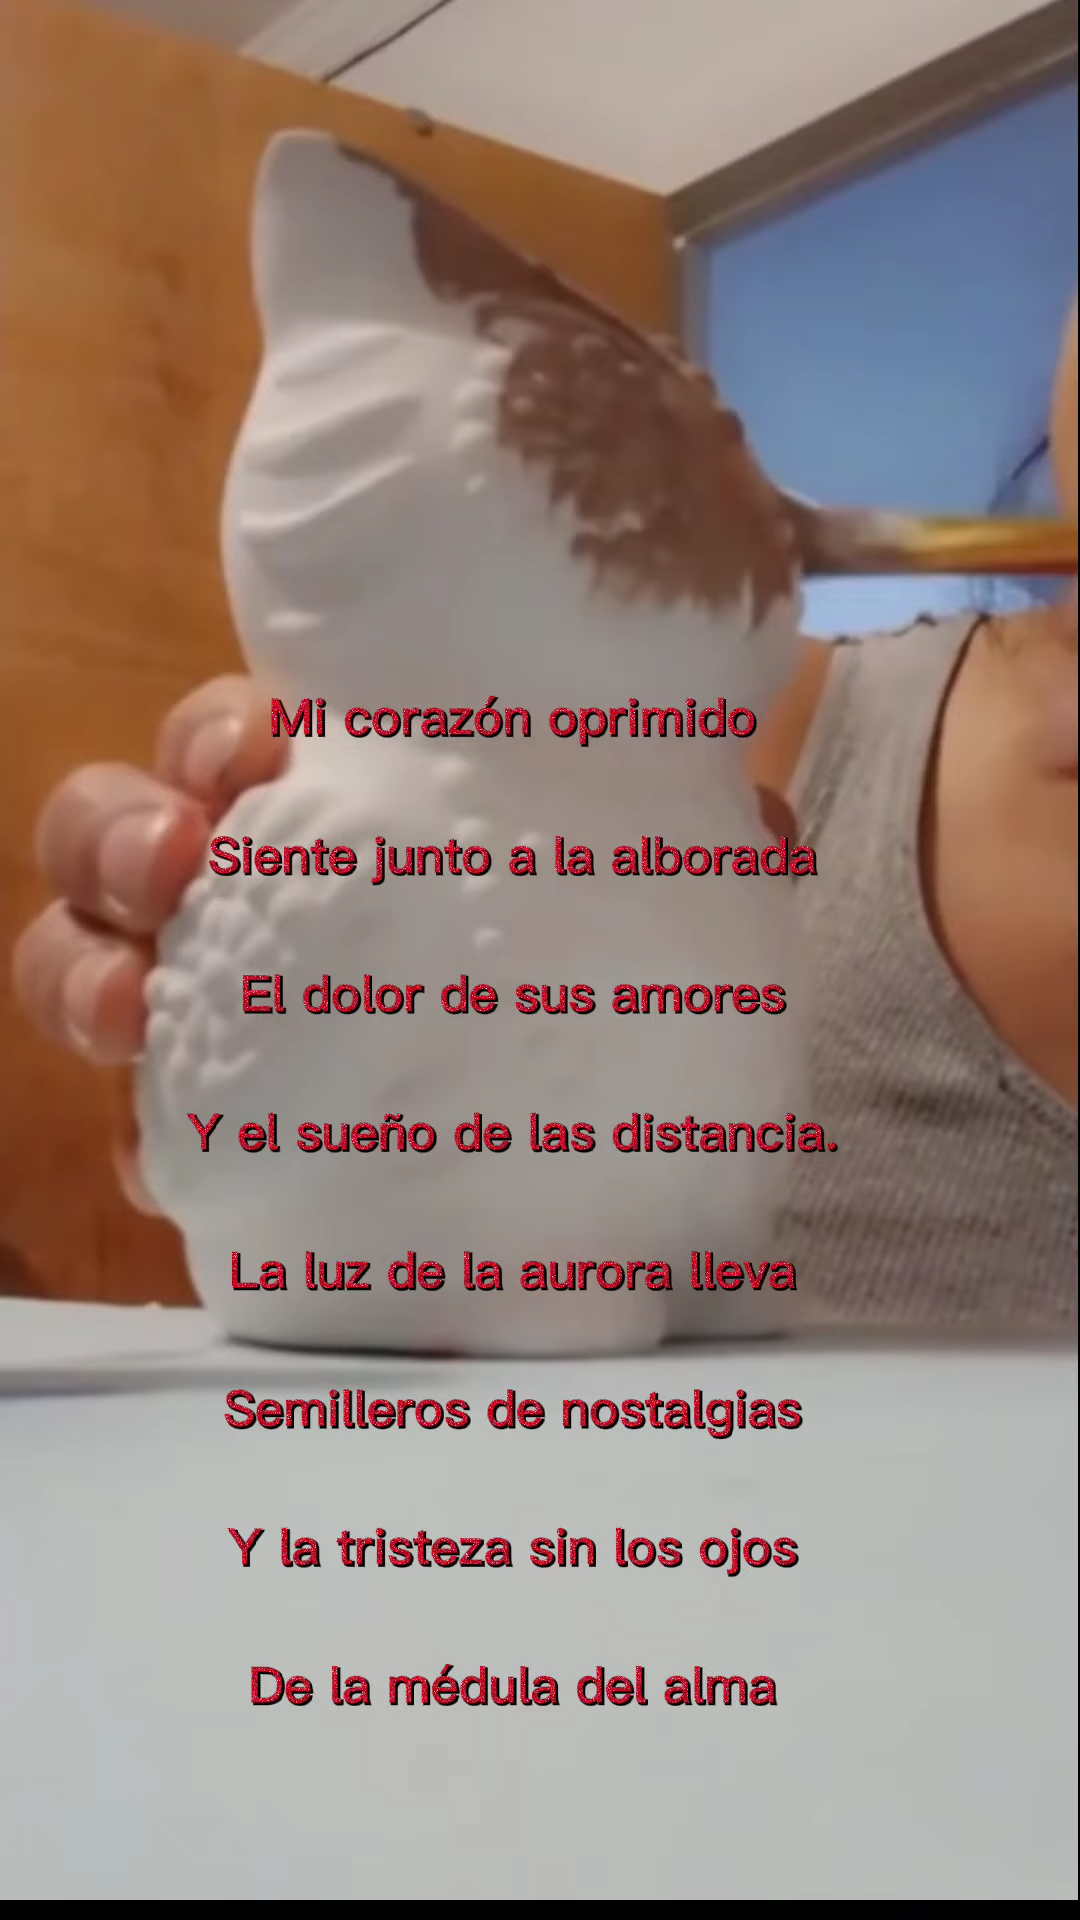 Mi corazón oprimido
Siente junto a la alborada
El dolor de sus amores
Y el sueño de las distancia.
La luz de la aurora lleva
Semilleros de nostalgias
Y la tristeza sin los ojos
De la médula del alma